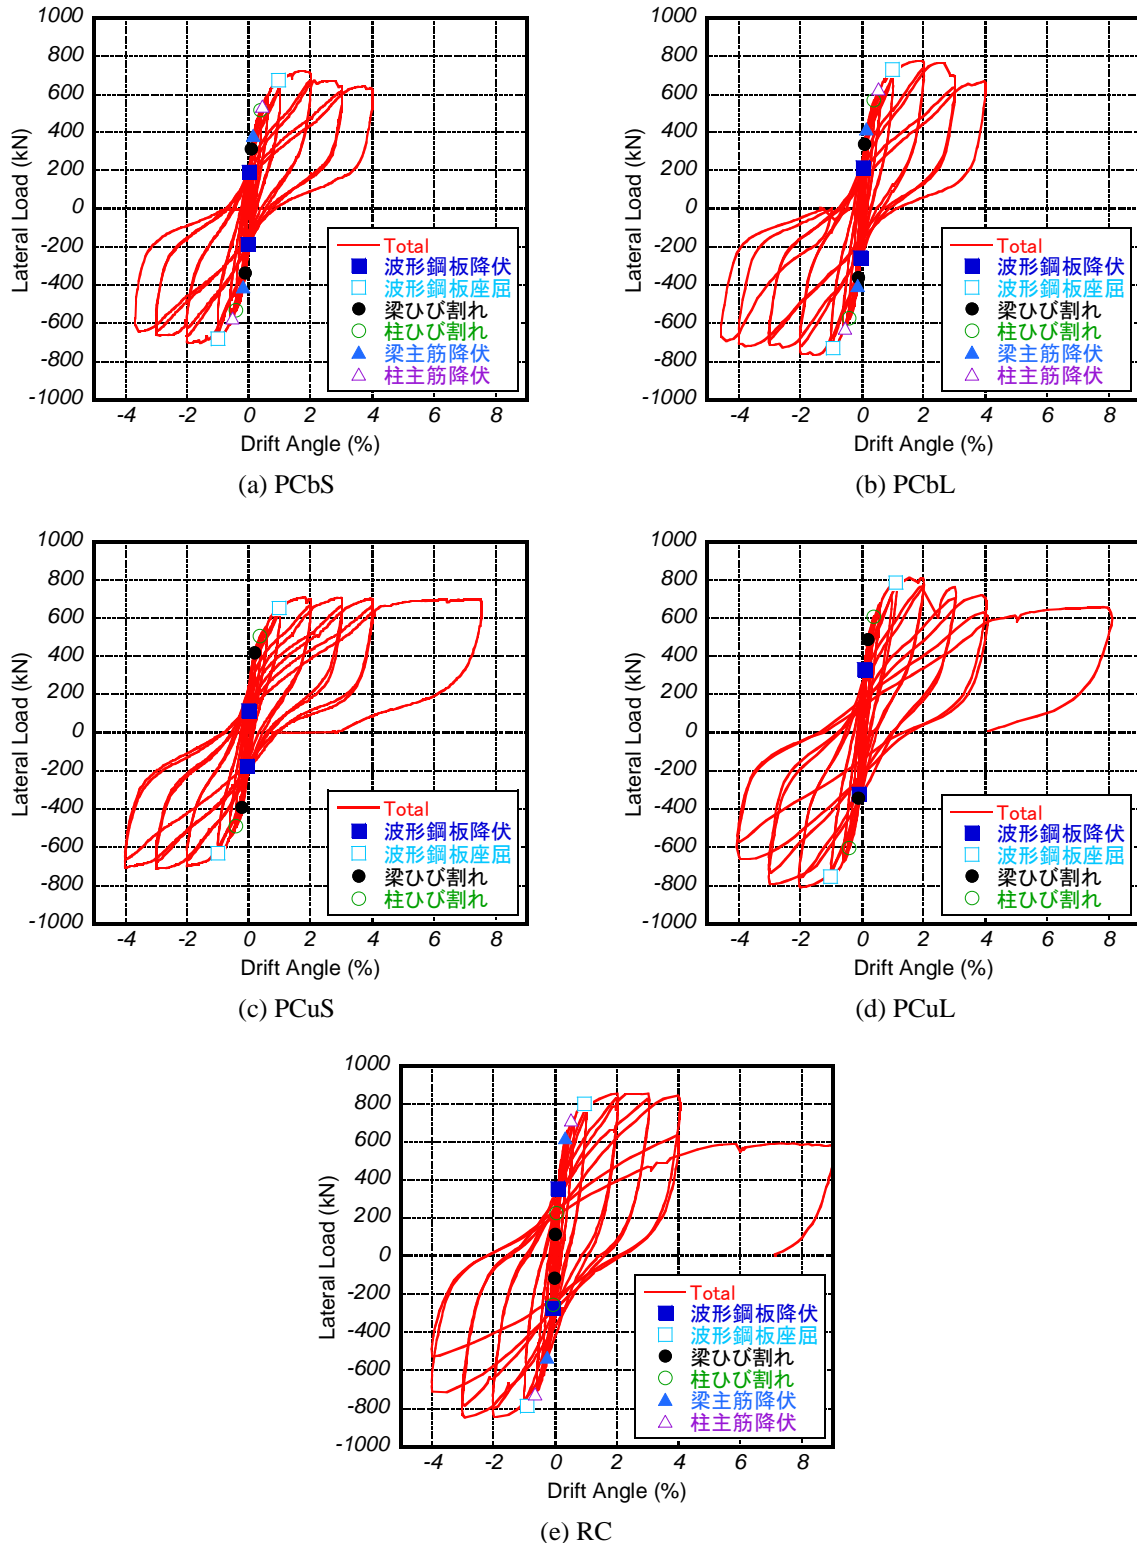 1000
800
600
400
200
0
-200
-400
-600
-800
-1000
Lateral Load (kN)
-4 -2 0 2 4 6 8
Drift Angle (%)
Total
波形鋼板降伏
波形鋼板座屈
梁ひび割れ
柱ひび割れ
梁主筋降伏
柱主筋降伏
(a) PCbS
1000
800
600
400
200
0
-200
-400
-600
-800
-1000
Lateral Load (kN)
-4 -2 0 2 4 6 8
Drift Angle (%)
Total
波形鋼板降伏
波形鋼板座屈
梁ひび割れ
柱ひび割れ
梁主筋降伏
柱主筋降伏
(b) PCbL
1000
800
600
400
200
0
-200
-400
-600
-800
-1000
Lateral Load (kN)
-4 -2 0 2 4 6 8
Drift Angle (%)
Total
波形鋼板降伏
波形鋼板座屈
梁ひび割れ
柱ひび割れ
(c) PCuS
1000
800
600
400
200
0
-200
-400
-600
-800
-1000
Lateral Load (kN)
-4 -2 0 2 4 6 8
Drift Angle (%)
Total
波形鋼板降伏
波形鋼板座屈
梁ひび割れ
柱ひび割れ
(d) PCuL
1000
800
600
400
200
0
-200
-400
-600
-800
-1000
Lateral Load (kN)
-4 -2 0 2 4 6 8
Drift Angle (%)
Total
波形鋼板降伏
波形鋼板座屈
梁ひび割れ
柱ひび割れ
梁主筋降伏
柱主筋降伏
(e) RC